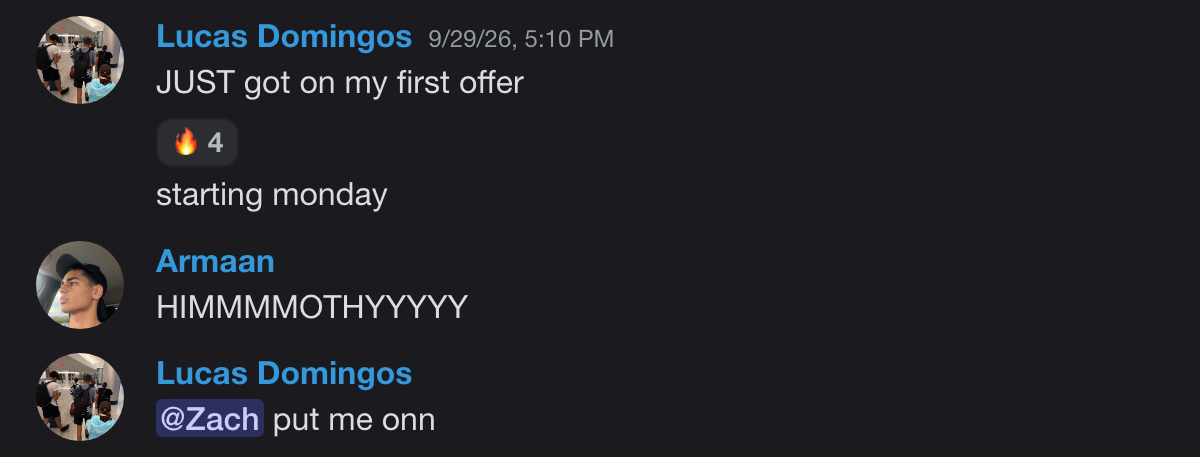 Lucas Domingos 9/29/26, 5:10 PM
JUST got on my first offer
🔥 4
starting monday
Armaan
HIMMMMOTHYYYYY
Lucas Domingos
@Zach put me onn